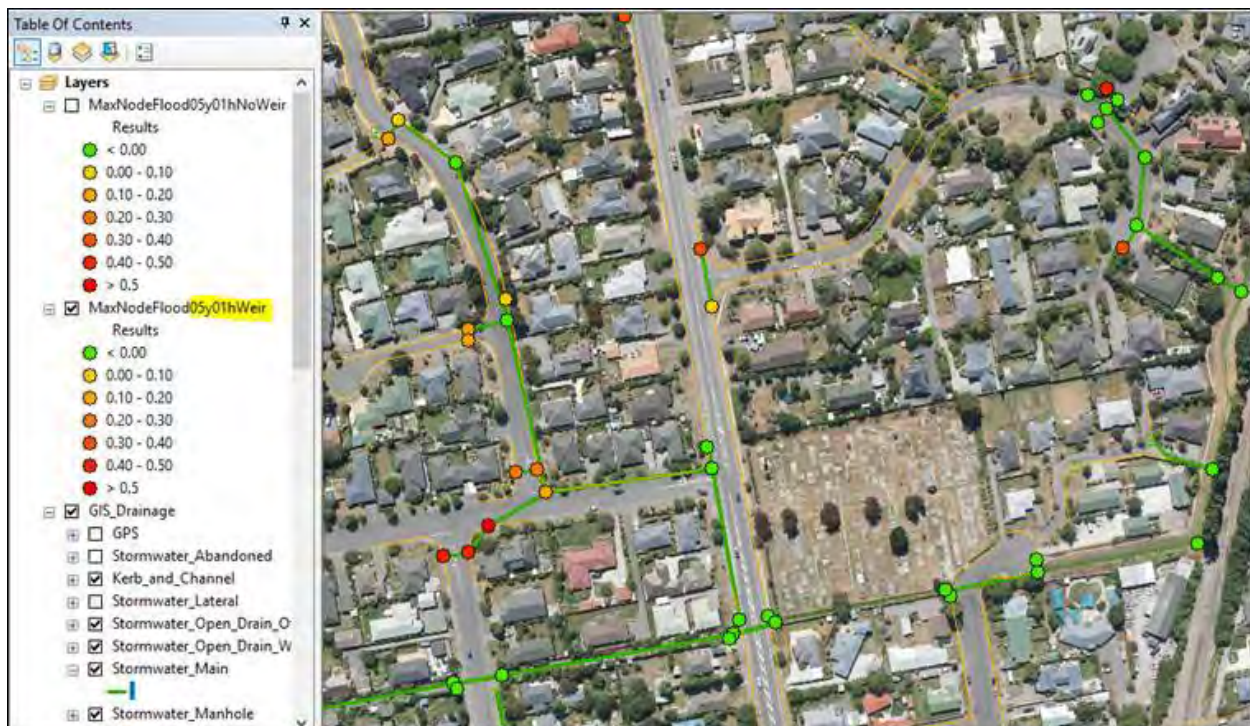 Table Of Contents
Layers
MaxNodeFlood05y01hNoWeir
Results
< 0.00
0.00 - 0.10
0.10 - 0.20
0.20 - 0.30
0.30 - 0.40
0.40 - 0.50
> 0.5
MaxNodeFlood05y01hWeir
Results
< 0.00
0.00 - 0.10
0.10 - 0.20
0.20 - 0.30
0.30 - 0.40
0.40 - 0.50
> 0.5
GIS_Drainage
GPS
Stormwater_Abandoned
Kerb_and_Channel
Stormwater_Lateral
Stormwater_Open_Drain_O
Stormwater_Open_Drain_W
Stormwater_Main
Stormwater_Manhole